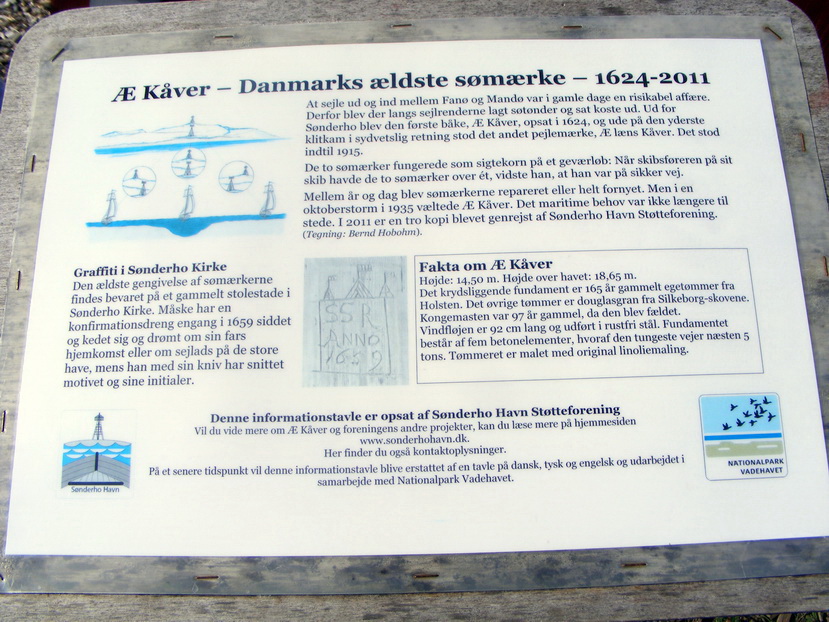 Æ Kåver – Danmarks ældste sømærke – 1624-2011
At sejle ud og ind mellem Fanø og Mandø var i gamle dage en risikabel affære.
Derfor blev der langs sejlrenderne lagt søtønder og sat koste ud. Ud for
Sønderho blev den første båke, Æ Kåver, opsat i 1624, og ude på den yderste
klitkam i sydvetslig retning stod det andet pejlemærke, Æ læns Kåver. Det stod
indtil 1915.
De to sømærker fungerede som sigtekorn på et geværløb: Når skibsføreren på sit
skib havde de to sømærker over ét, vidste han, at han var på sikker vej.
Mellem år og dag blev sømærkerne repareret eller helt fornyet. Men i en
oktoberstorm i 1935 væltede Æ Kåver. Det maritime behov var ikke længere til
stede. I 2011 er en tro kopi blevet genrejst af Sønderho Havn Støtteforening.
(Tegning: Bernd Hobohm).
Graffiti i Sønderho Kirke
Den ældste gengivelse af sømærkerne
findes bevaret på et gammelt stolestade i
Sønderho Kirke. Måske har en
konfirmationsdreng engang i 1659 siddet
og kedet sig og drømt om sin fars
hjemkomst eller om sejlads på de store
have, mens han med sin kniv har snittet
motivet og sine initialer.
SSR
ANNO
1659
Fakta om Æ Kåver
Højde: 14,50 m. Højde over havet: 18,65 m.
Det krydsliggende fundament er 165 år gammelt egetømmer fra
Holsten. Det øvrige tømmer er douglasgran fra Silkeborg-skovene.
Kongemasten var 97 år gammel, da den blev fældet.
Vindfløjen er 92 cm lang og udført i rustfri stål. Fundamentet
består af fem betonelementer, hvoraf den tungeste vejer næsten 5
tons. Tømmeret er malet med original linoliemaling.
Denne informationstavle er opsat af Sønderho Havn Støtteforening
Vil du vide mere om Æ Kåver og foreningens andre projekter, kan du læse mere på hjemmesiden
www.sonderhohavn.dk.
Her finder du også kontaktoplysninger.
På et senere tidspunkt vil denne informationstavle blive erstattet af en tavle på dansk, tysk og engelsk og udarbejdet i
samarbejde med Nationalpark Vadehavet.
Sønderho Havn
NATIONALPARK
VADEHAVET